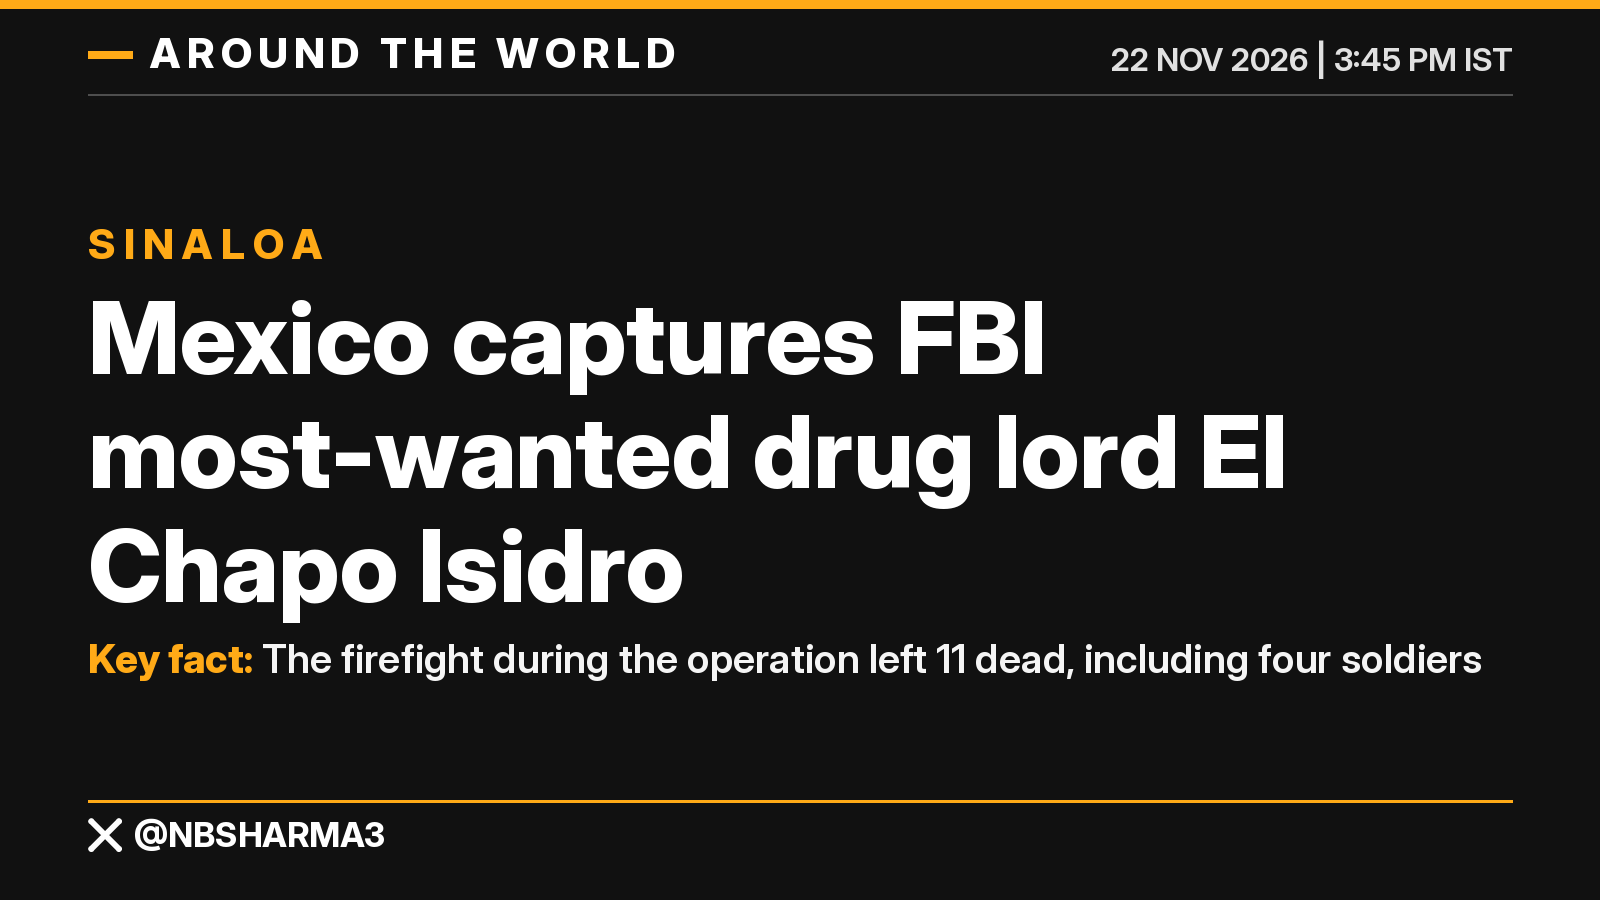 AROUND THE WORLD
22 NOV 2026 | 3:45 PM IST
SINALOA
Mexico captures FBI
most-wanted drug lord El
Chapo Isidro
Key fact: The firefight during the operation left 11 dead, including four soldiers
@NBSHARMA3